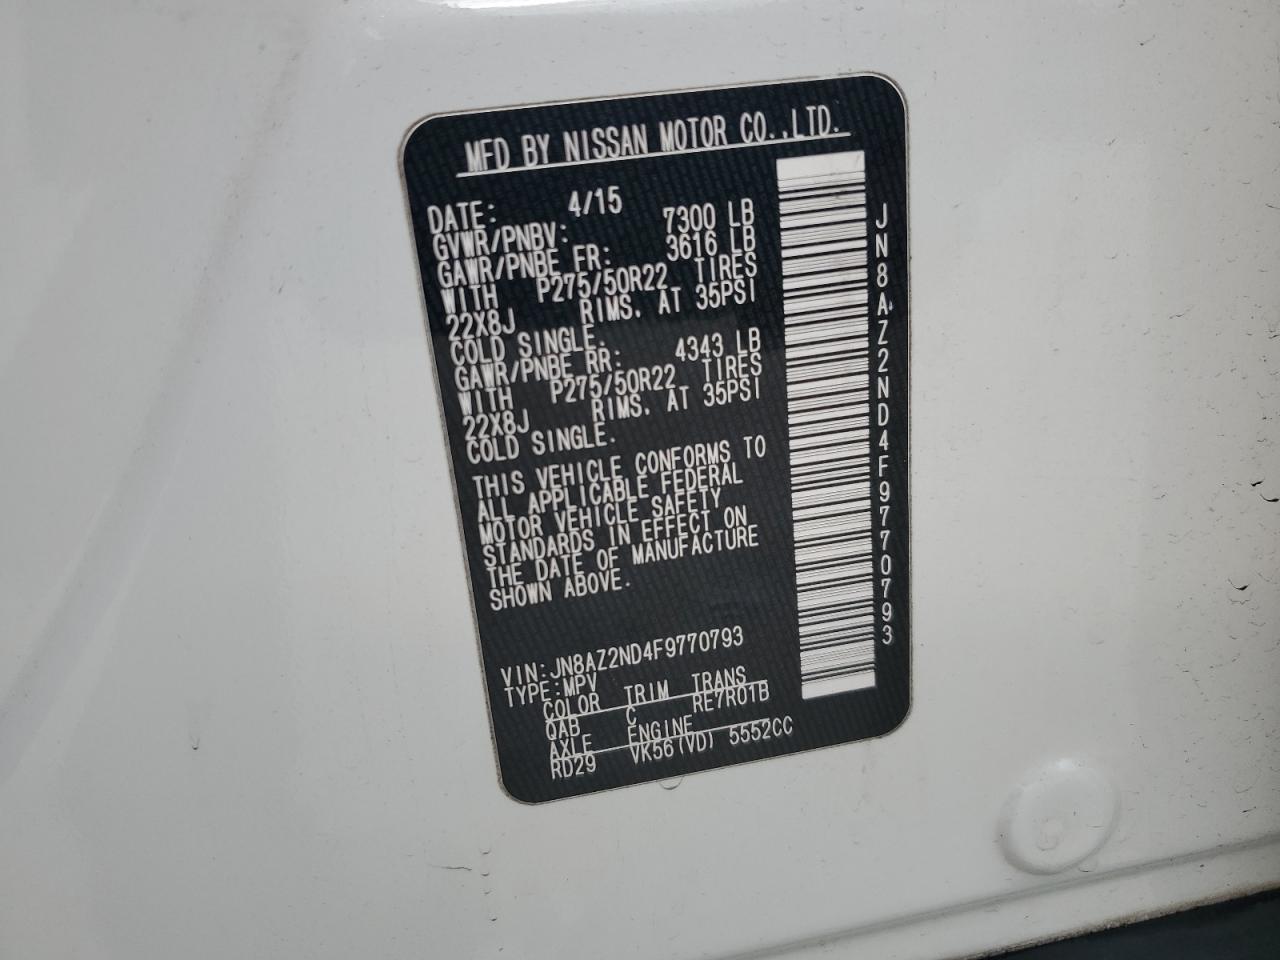 MFD BY NISSAN MOTOR CO.,LTD.
DATE: 4/15
GVWR/PNBV: 7300 LB
GAWR/PNBE FR: 3616 LB
WITH P275/50R22 TIRES
22X8J RIMS. AT 35PSI
COLD SINGLE.
GAWR/PNBE RR: 4343 LB
WITH P275/50R22 TIRES
22X8J RIMS. AT 35PSI
COLD SINGLE.
THIS VEHICLE CONFORMS TO
ALL APPLICABLE FEDERAL
MOTOR VEHICLE SAFETY
STANDARDS IN EFFECT ON
THE DATE OF MANUFACTURE
SHOWN ABOVE.
VIN:JN8AZ2ND4F9770793
TYPE:MPV
COLOR TRIM TRANS
QAB C RE7R01B
AXLE ENGINE
RD29 VK56(VD) 5552CC
JN8AZ2ND4F9770793